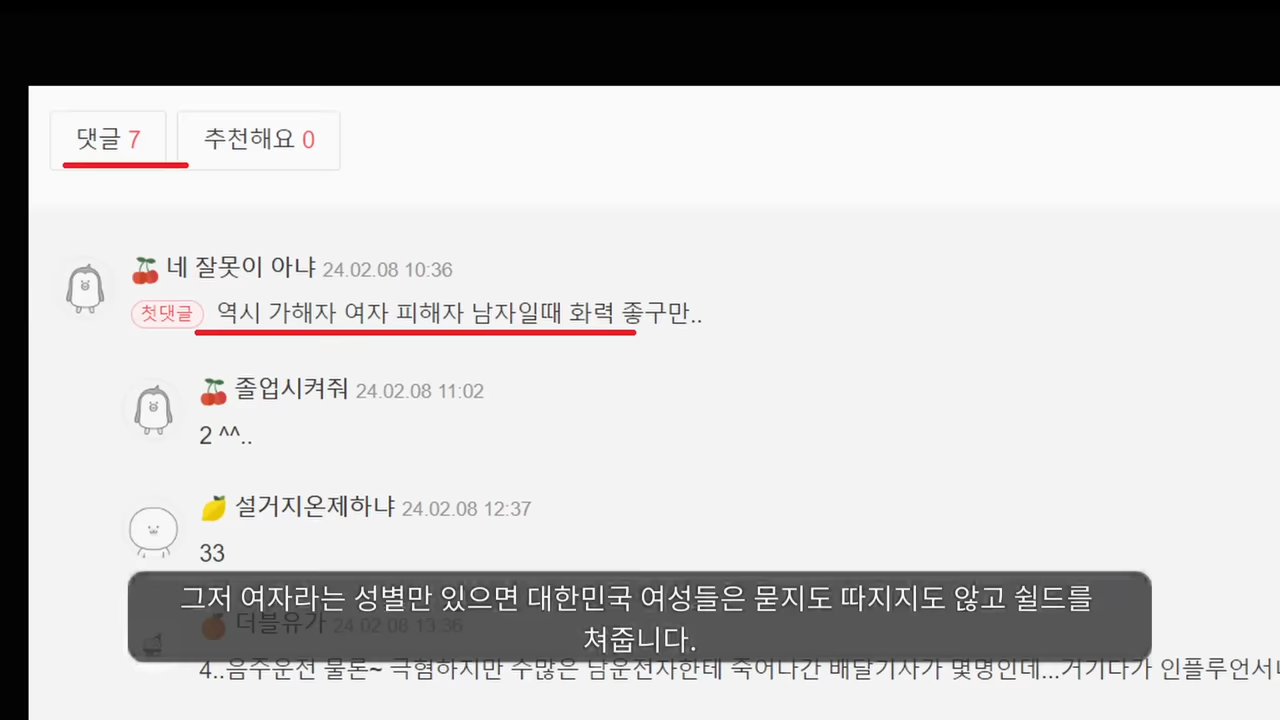 댓글 7
추천해요 0
네 잘못이 아냐 24.02.08 10:36
첫댓글 역시 가해자 여자 피해자 남자일때 화력 좋구만..
졸업시켜줘 24.02.08 11:02
2 ^^..
설거지온제하냐 24.02.08 12:37
33
그저 여자라는 성별만 있으면 대한민국 여성들은 묻지도 따지지도 않고 쉴드를
쳐줍니다.
더블유가 24.02.08 13:36
4..음주운전 물론~ 극혐하지만 수많은 남운전자한테 죽어나간 배달기사가 몇명인데...거기다가 인플루언서